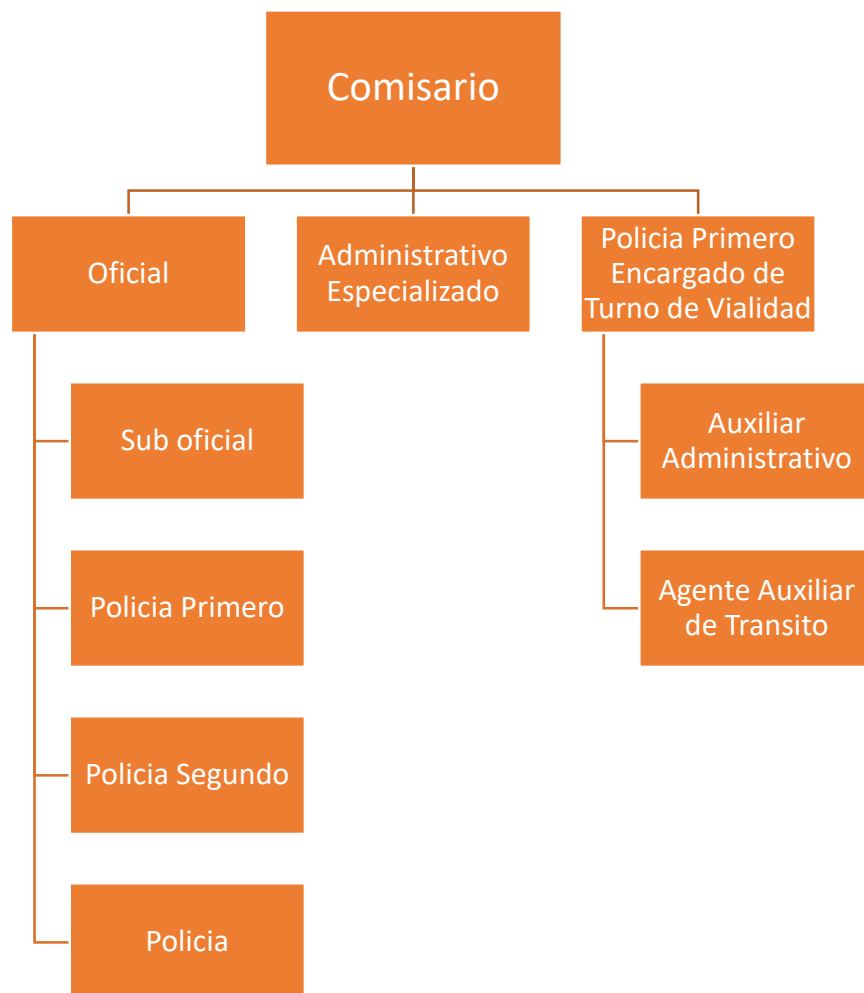 Comisario
Oficial
Administrativo
Especializado
Policia Primero
Encargado de
Turno de Vialidad
Sub oficial
Policia Primero
Policia Segundo
Policia
Auxiliar
Administrativo
Agente Auxiliar
de Transito